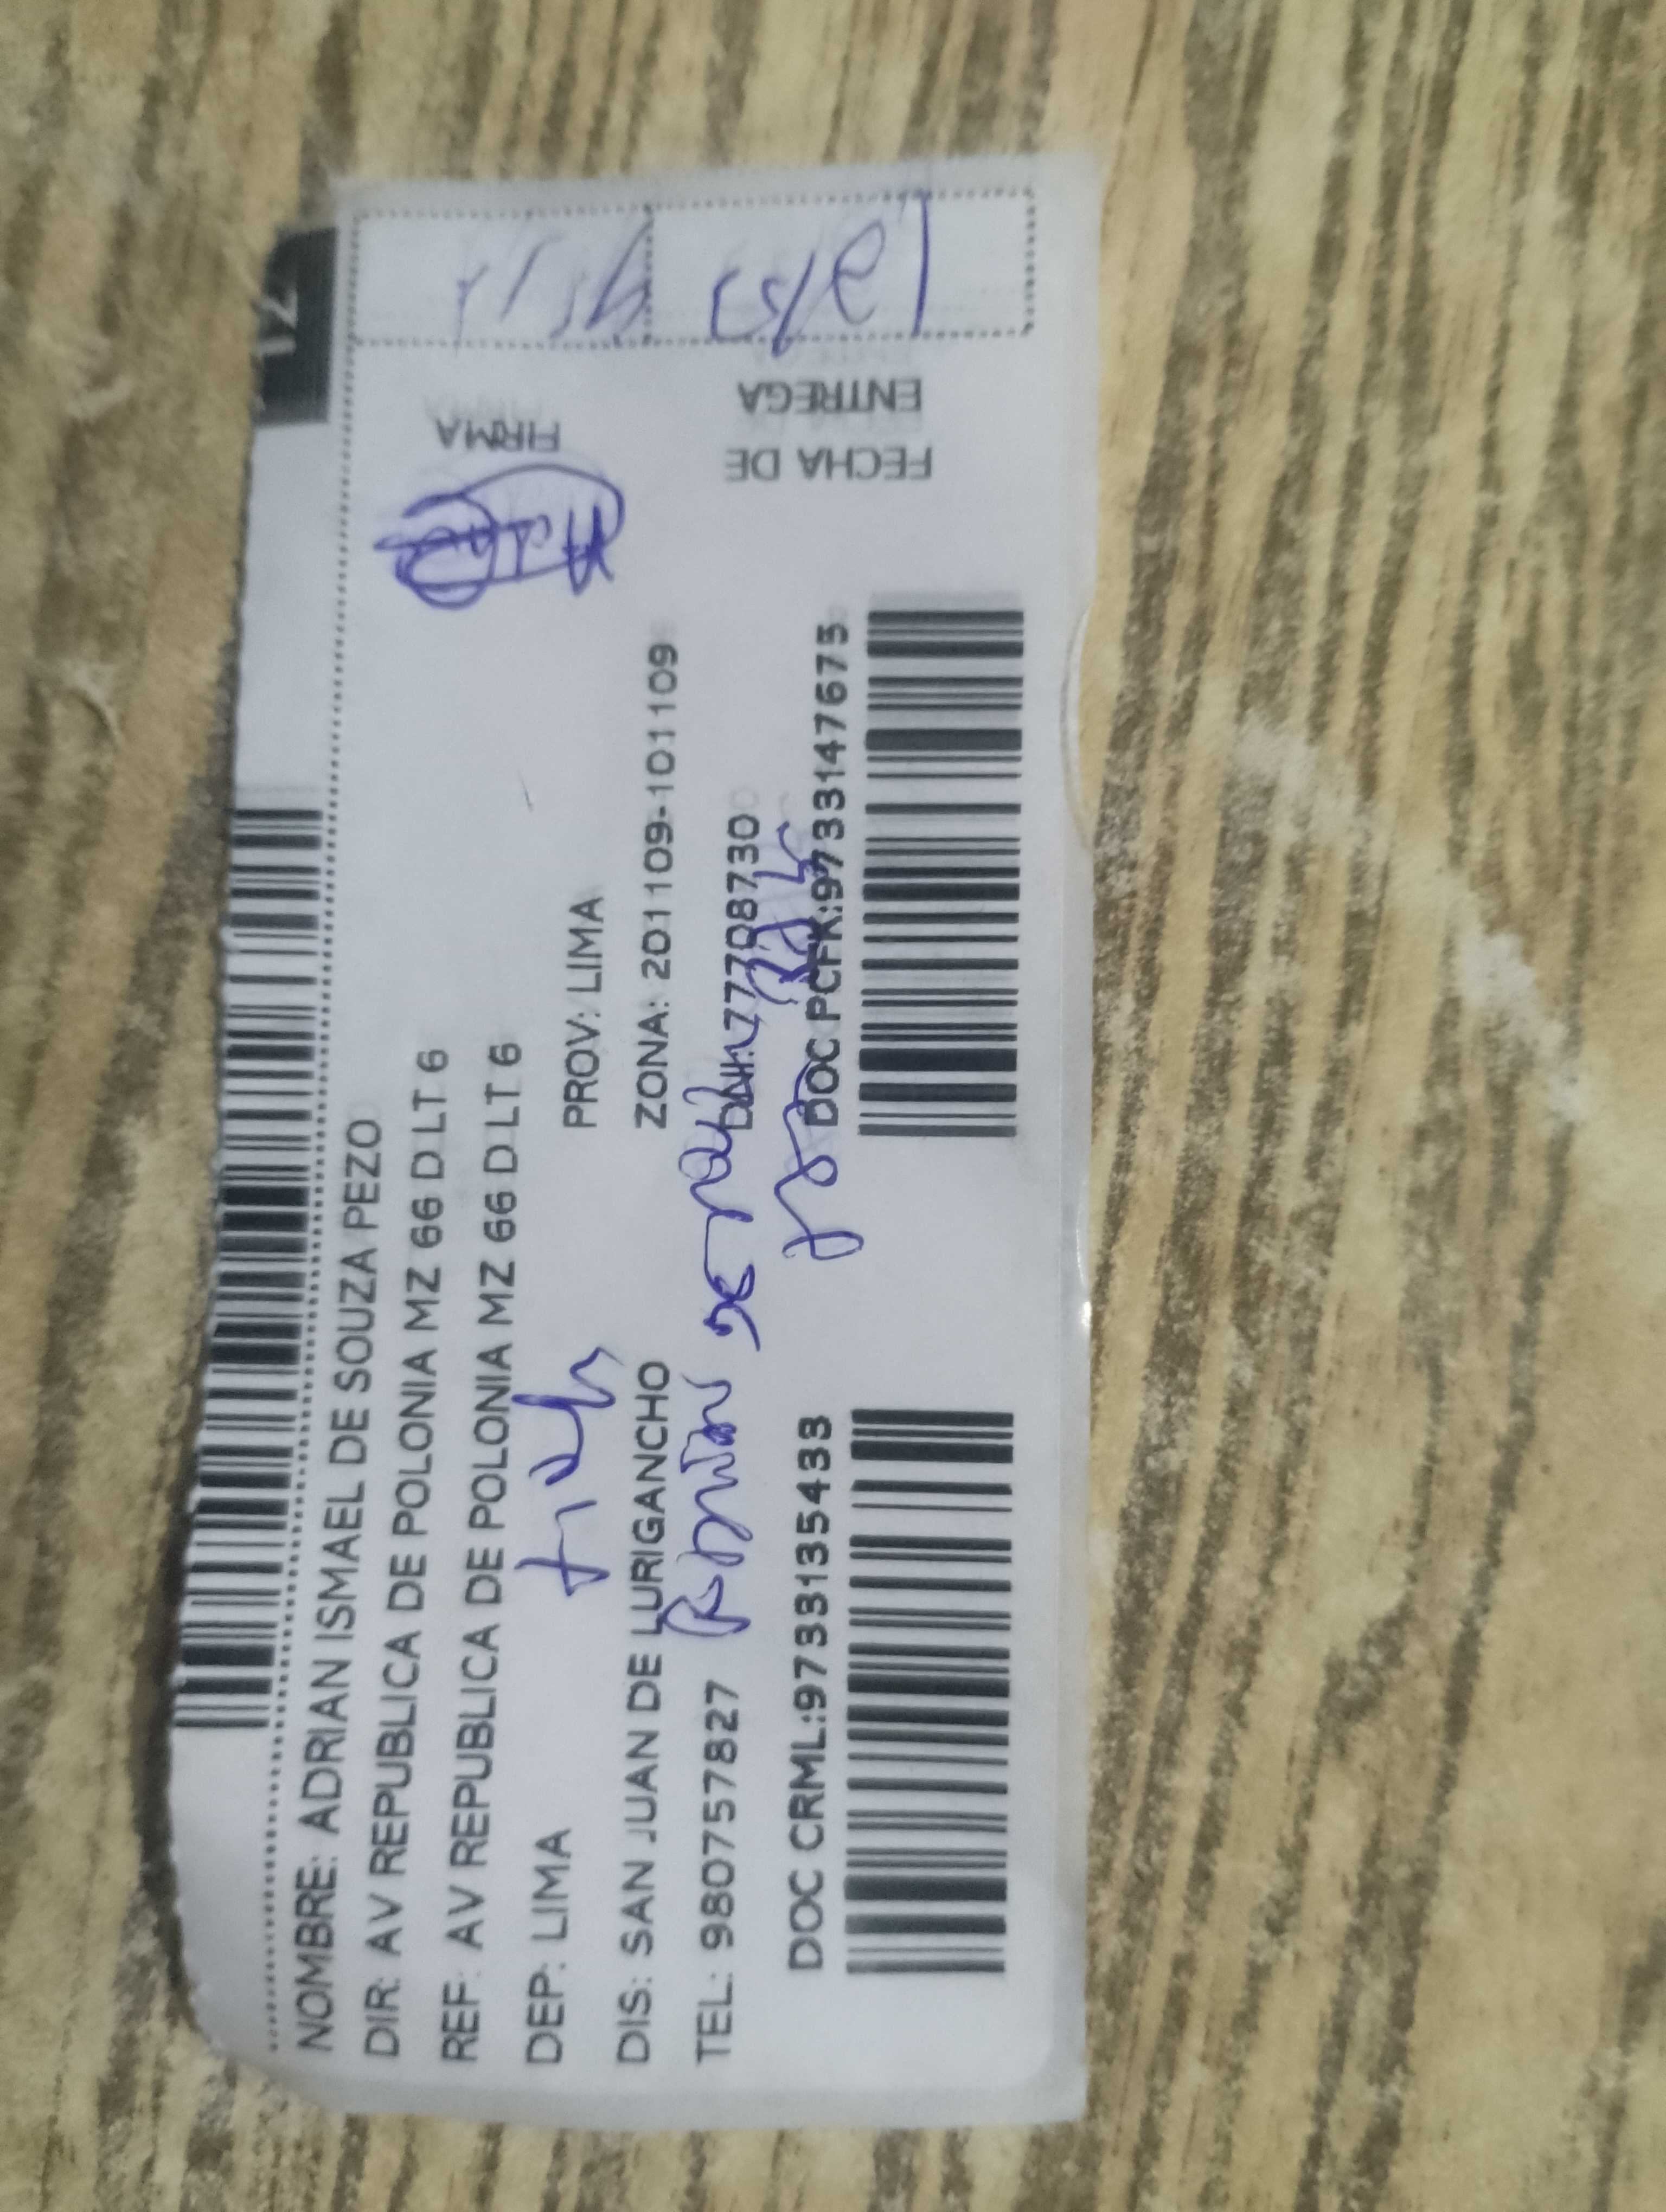 NOMBRE: ADRIAN ISMAEL DE SOUZA PEZO
DIR: AV REPUBLICA DE POLONIA MZ 66 D LT 6
REF: AV REPUBLICA DE POLONIA MZ 66 D LT 6
DEP: LIMA PROV: LIMA
DIS: SAN JUAN DE LURIGANCHO ZONA: 201109-101109
TEL: 980757827 DNI:77708730
DOC CRML:973313543​3 DOC PCFK:973314767​3
FIRMA
FECHA DE
ENTREGA